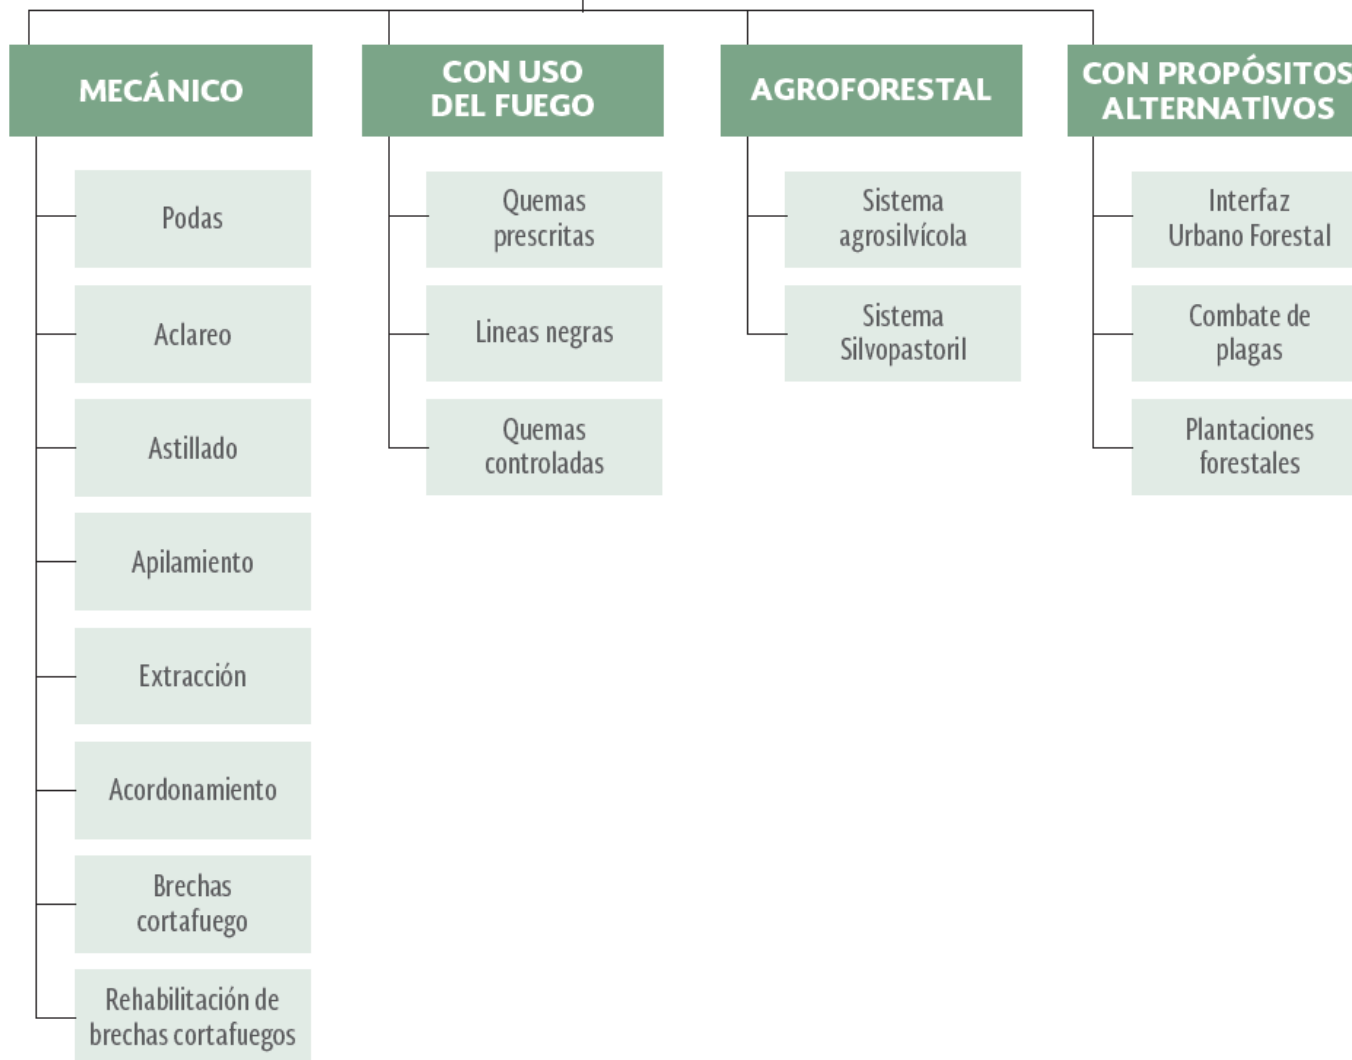 MECÁNICO
Podas
Aclareo
Astillado
Apilamiento
Extracción
Acordonamiento
Brechas
cortafuego
Rehabilitación de
brechas cortafuegos
CON USO
DEL FUEGO
Quemas
prescritas
Lineas negras
Quemas
controladas
AGROFORESTAL
Sistema
agrosilvícola
Sistema
Silvopastoril
CON PROPÓSITOS
ALTERNATIVOS
Interfaz
Urbano Forestal
Combate de
plagas
Plantaciones
forestales